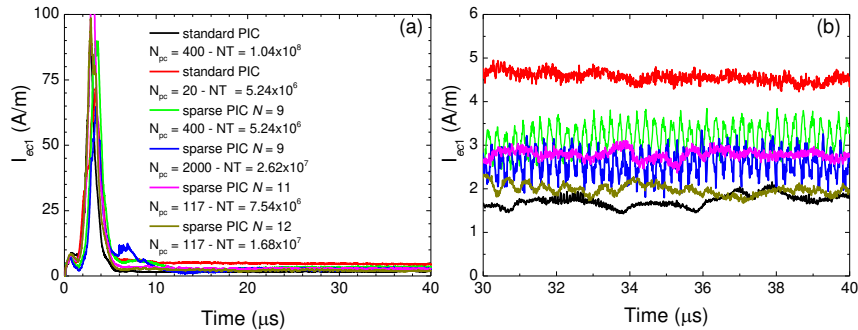 (a)
standard PIC
N_pc = 400 - NT = 1.04x10^8
standard PIC
N_pc = 20 - NT = 5.24x10^6
sparse PIC N = 9
N_pc = 400 - NT = 5.24x10^6
sparse PIC N = 9
N_pc = 2000 - NT = 2.62x10^7
sparse PIC N = 11
N_pc = 117 - NT = 7.54x10^6
sparse PIC N = 12
N_pc = 117 - NT = 1.68x10^7
100
75
50
25
0
I_ec1 (A/m)
0 10 20 30 40
Time (μs)
(b)
6
5
4
3
2
1
0
I_ec1 (A/m)
30 32 34 36 38 40
Time (μs)